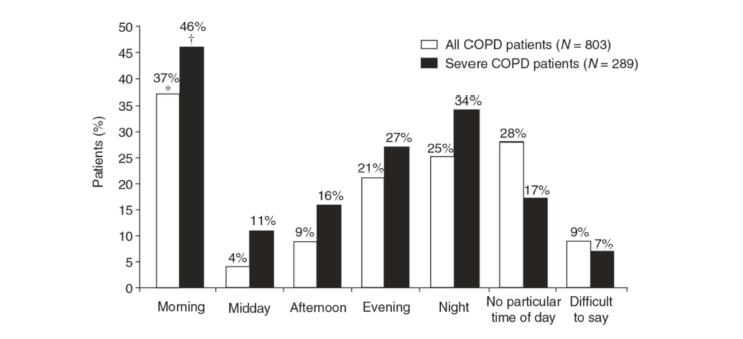 50
45
40
35
30
25
20
15
10
5
0
Patients (%)
All COPD patients (N = 803)
Severe COPD patients (N = 289)
37%
*
46%
†
4%
11%
9%
16%
21%
27%
25%
34%
28%
17%
9%
7%
Morning
Midday
Afternoon
Evening
Night
No particular
time of day
Difficult
to say